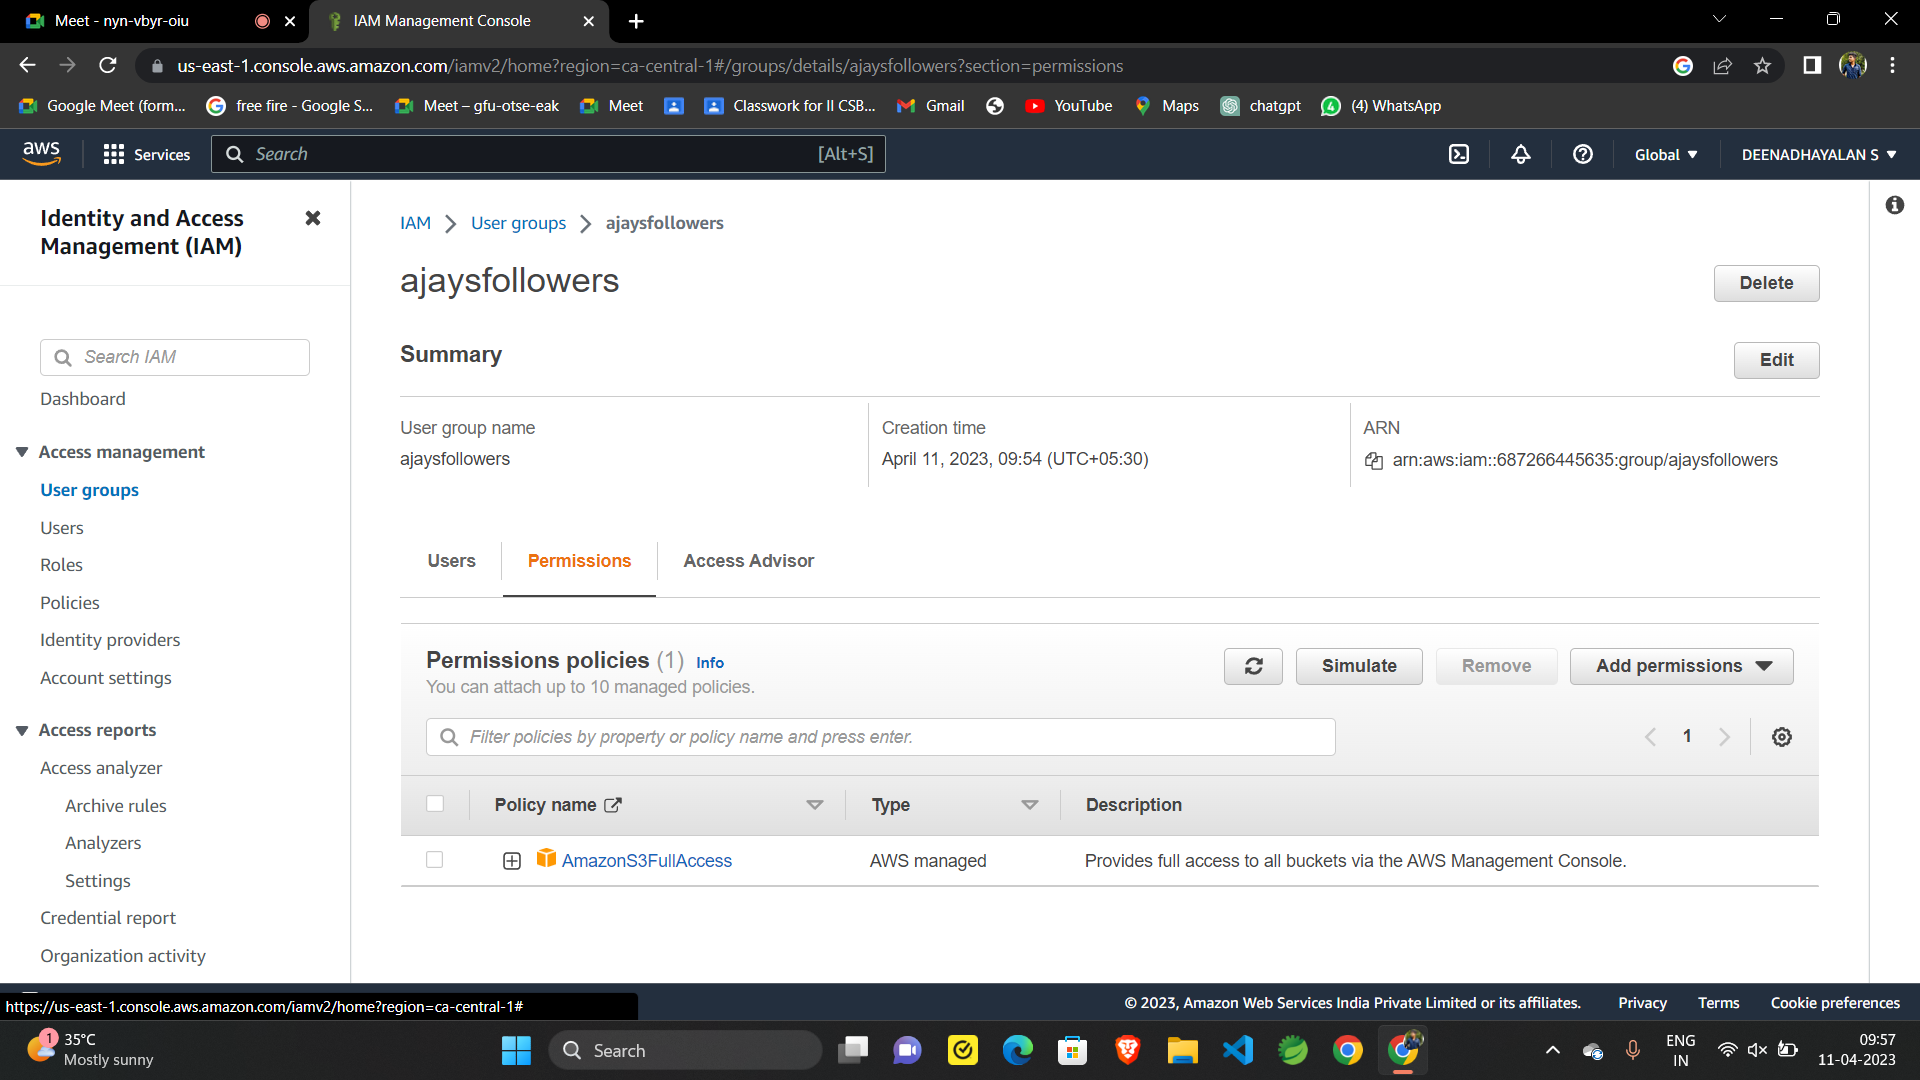 Meet - nyn-vbyr-oiu
IAM Management Console
us-east-1.console.aws.amazon.com/iamv2/home?region=ca-central-1#/groups/details/ajaysfollowers?section=permissions
Google Meet (form...
free fire - Google S...
Meet – gfu-otse-eak
Meet
Classwork for II CSB...
Gmail
YouTube
Maps
chatgpt
(4) WhatsApp
aws
Services
Search
[Alt+S]
Global
DEENADHAYALAN S
Identity and Access
Management (IAM)
Search IAM
Dashboard
Access management
User groups
Users
Roles
Policies
Identity providers
Account settings
Access reports
Access analyzer
Archive rules
Analyzers
Settings
Credential report
Organization activity
IAM
User groups
ajaysfollowers
ajaysfollowers
Delete
Summary
Edit
User group name
ajaysfollowers
Creation time
April 11, 2023, 09:54 (UTC+05:30)
ARN
arn:aws:iam::687266445635:group/ajaysfollowers
Users
Permissions
Access Advisor
Permissions policies (1) Info
You can attach up to 10 managed policies.
Simulate
Remove
Add permissions
Filter policies by property or policy name and press enter.
1
Policy name
Type
Description
AmazonS3FullAccess
AWS managed
Provides full access to all buckets via the AWS Management Console.
https://us-east-1.console.aws.amazon.com/iamv2/home?region=ca-central-1#
© 2023, Amazon Web Services India Private Limited or its affiliates.
Privacy
Terms
Cookie preferences
1
35°C
Mostly sunny
Search
ENG
IN
09:57
11-04-2023